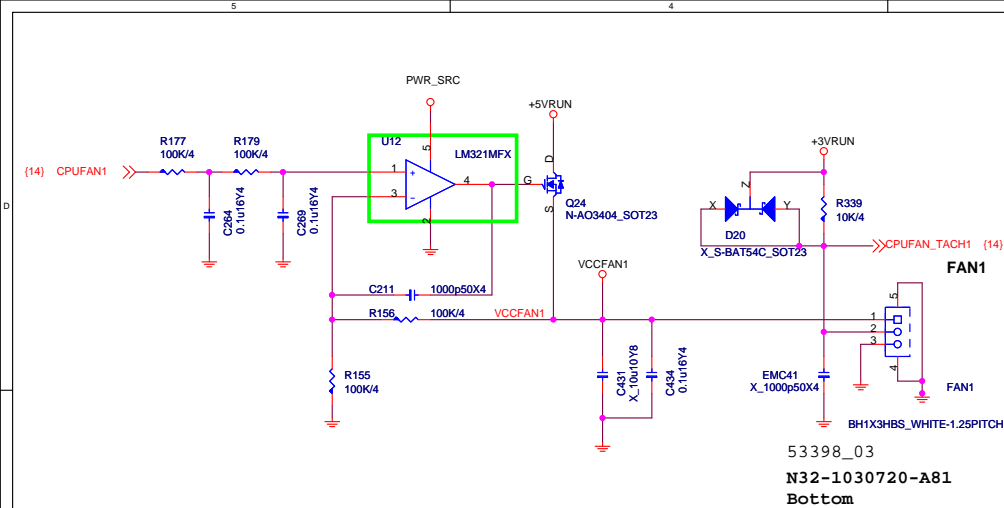 5
4
PWR_SRC
+5VRUN
+3VRUN
U12
LM321MFX
R177
100K/4
R179
100K/4
{14}
CPUFAN1
1
+
3
-
5
4
2
G
D
S
Q24
N-AO3404_SOT23
C264
0.1u16Y4
C269
0.1u16Y4
X
Z
Y
D20
X_S-BAT54C_SOT23
R339
10K/4
CPUFAN_TACH1
{14}
FAN1
D
C211
1000p50X4
R156
100K/4
VCCFAN1
VCCFAN1
5
1
2
3
4
R155
100K/4
C431
X_10u10Y8
C434
0.1u16Y4
EMC41
X_1000p50X4
FAN1
BH1X3HBS_WHITE-1.25PITCH
53398_03
N32-1030720-A81
Bottom